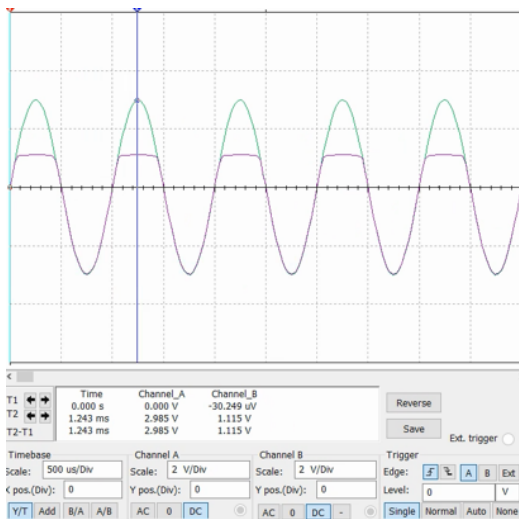 Time Channel_A Channel_B
T1 0.000 s 0.000 V -30.249 uV
T2 1.243 ms 2.985 V 1.115 V
T2-T1 1.243 ms 2.985 V 1.115 V
Reverse
Save
Ext. trigger
Timebase
Scale: 500 us/Div
X pos.(Div): 0
Y/T Add B/A A/B
Channel A
Scale: 2 V/Div
Y pos.(Div): 0
AC 0 DC
Channel B
Scale: 2 V/Div
Y pos.(Div): 0
AC 0 DC -
Trigger
Edge: A B Ext
Level: 0 V
Single Normal Auto None